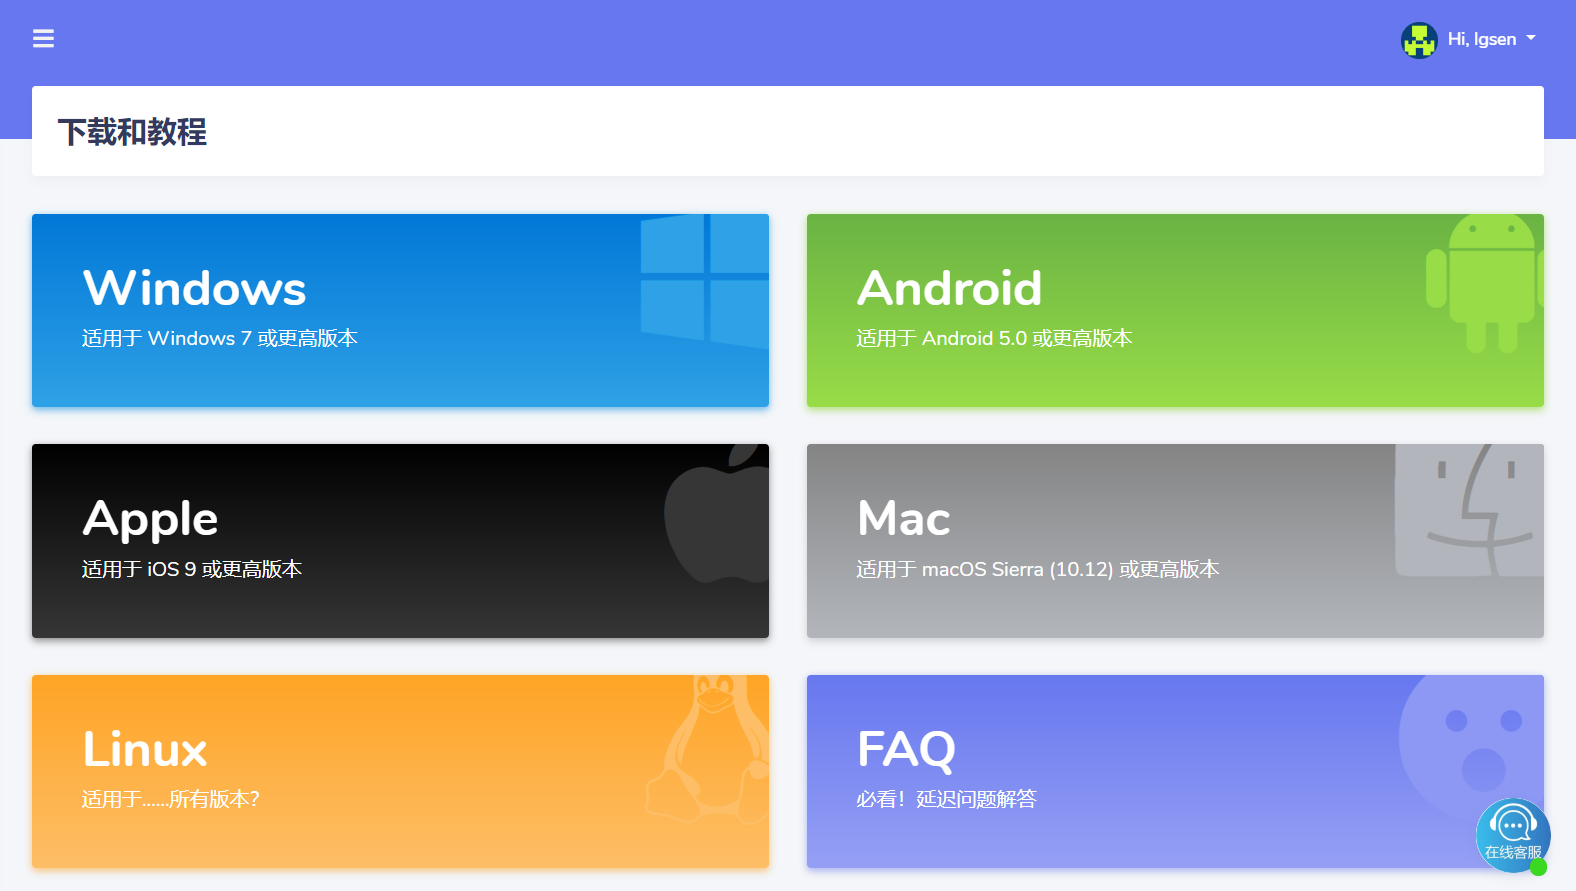 Hi, lgsen
下载和教程
Windows
适用于 Windows 7 或更高版本
Android
适用于 Android 5.0 或更高版本
Apple
适用于 iOS 9 或更高版本
Mac
适用于 macOS Sierra (10.12) 或更高版本
Linux
适用于......所有版本?
FAQ
必看！延迟问题解答
在线客服